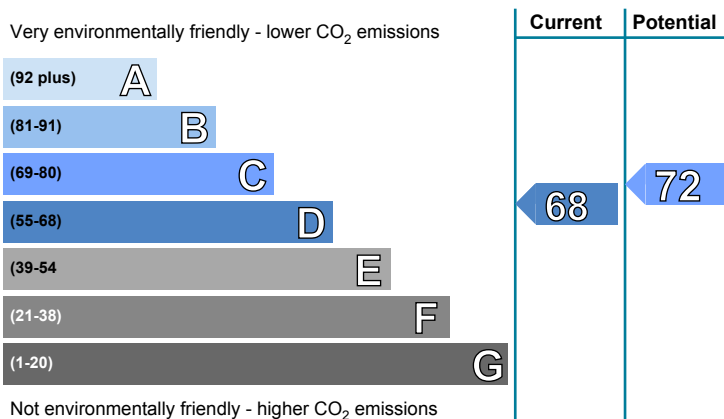 Current Potential
Very environmentally friendly - lower CO2 emissions
(92 plus) A
(81-91) B
(69-80) C
(55-68) D
68
72
(39-54 E
(21-38) F
(1-20) G
Not environmentally friendly - higher CO2 emissions